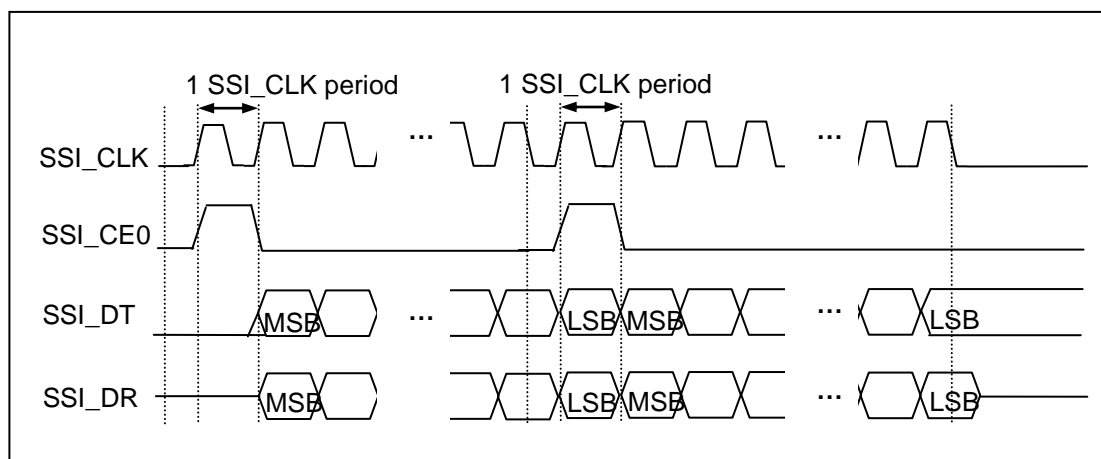 1 SSI_CLK period 1 SSI_CLK period
SSI_CLK ... ...
SSI_CE0
SSI_DT MSB ... LSB MSB ... LSB
SSI_DR MSB LSB MSB ... LSB